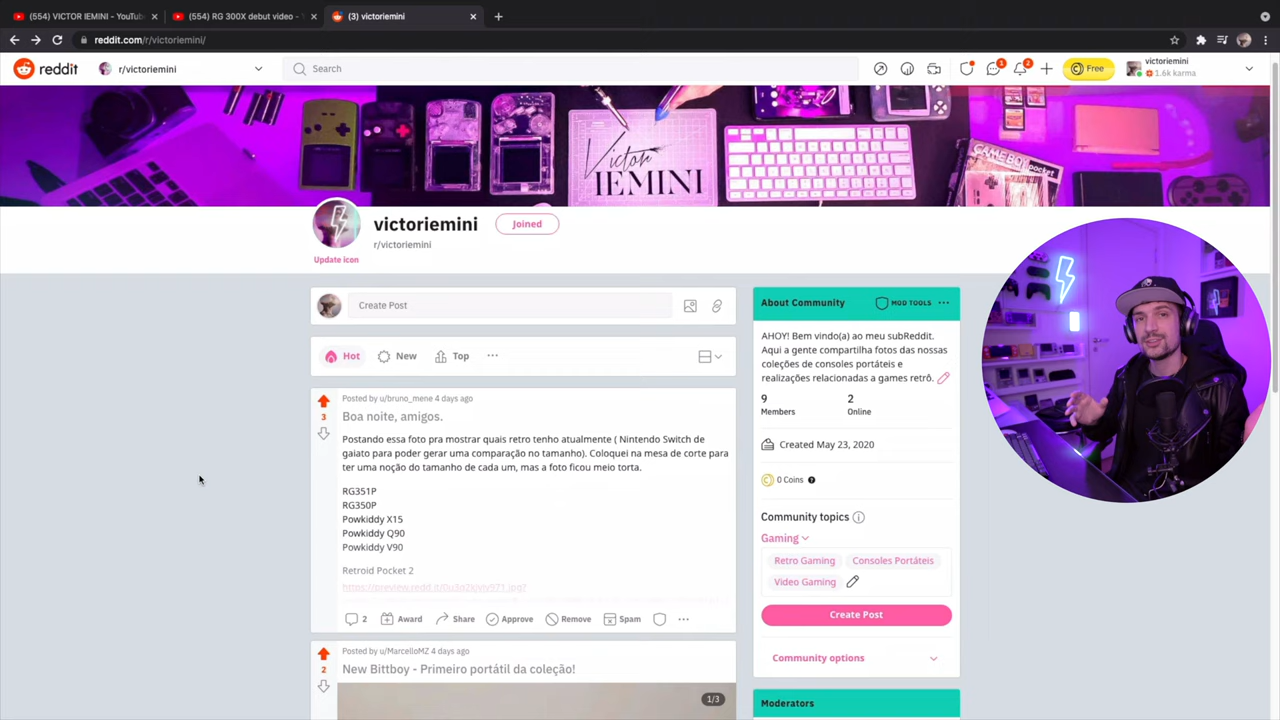 (554) VICTOR IEMINI - YouTube
(554) RG 300X debut video -
(3) victoriemini
reddit.com/r/victoriemini/
reddit
r/victoriemini
Search
1
2
Free
victoriemini
1.6k karma
Victor
IEMINI
GAME BOY
pocket
victoriemini
Joined
r/victoriemini
Update icon
Create Post
Hot
New
Top
Posted by u/bruno_mene 4 days ago
3
Boa noite, amigos.
Postando essa foto pra mostrar quais retro tenho atualmente ( Nintendo Switch de
gaiato para poder gerar uma comparação no tamanho). Coloquei na mesa de corte para
ter uma noção do tamanho de cada um, mas a foto ficou meio torta.
RG351P
RG350P
Powkiddy X15
Powkiddy Q90
Powkiddy V90
Retroid Pocket 2
2
Award
Share
Approve
Remove
Spam
Posted by u/MarcelloMZ 4 days ago
2
New Bittboy - Primeiro portátil da coleção!
1/3
About Community
MOD TOOLS
AHOY! Bem vindo(a) ao meu subReddit.
Aqui a gente compartilha fotos das nossas
coleções de consoles portáteis e
realizações relacionadas a games retrô.
9
2
Members
Online
Created May 23, 2020
0 Coins
Community topics
Gaming
Retro Gaming
Consoles Portáteis
Video Gaming
Create Post
Community options
Moderators